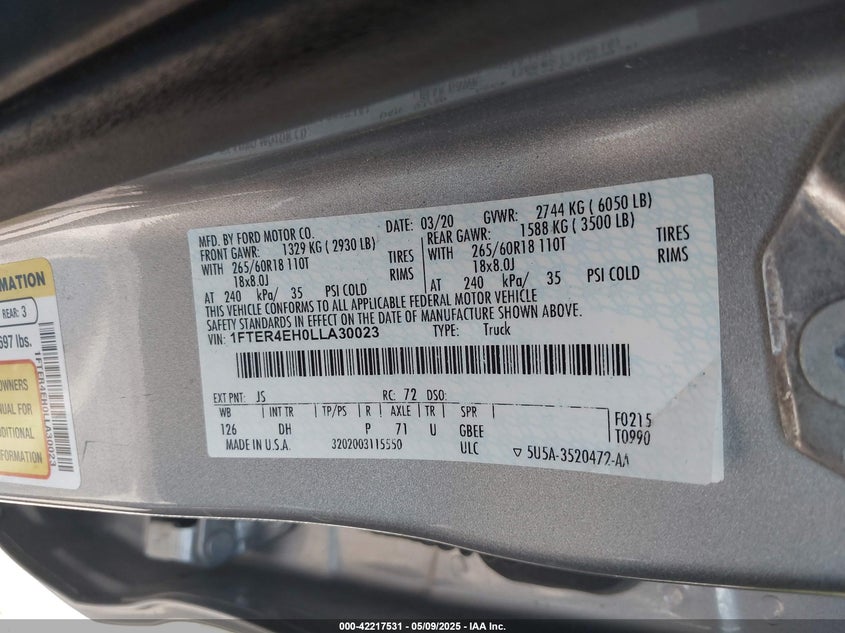 MFD. BY FORD MOTOR CO.
DATE: 03/20
GVWR: 2744 KG ( 6050 LB)
FRONT GAWR: 1329 KG ( 2930 LB)
REAR GAWR: 1588 KG ( 3500 LB)
WITH 265/60R18 110T TIRES
WITH 265/60R18 110T TIRES
18x8.0J RIMS
18x8.0J RIMS
AT 240 kPa/ 35 PSI COLD
AT 240 kPa/ 35 PSI COLD
THIS VEHICLE CONFORMS TO ALL APPLICABLE FEDERAL MOTOR VEHICLE
SAFETY STANDARDS IN EFFECT ON THE DATE OF MANUFACTURE SHOWN ABOVE.
VIN: 1FTER4EH0LLA30023
TYPE: Truck
EXT PNT: JS RC: 72 DSO:
WB INT TR TP/PS R AXLE TR SPR
126 DH P 71 U GBEE
F0215
T0990
MADE IN U.S.A. 3202003115550 ULC
5U5A-3520472-AA
MATION
REAR: 3
697 lbs.
OWNERS
MANUAL FOR
ADDITIONAL
1FTER4EH0LLA30023
000-42217531 - 05/09/2025 - IAA Inc.